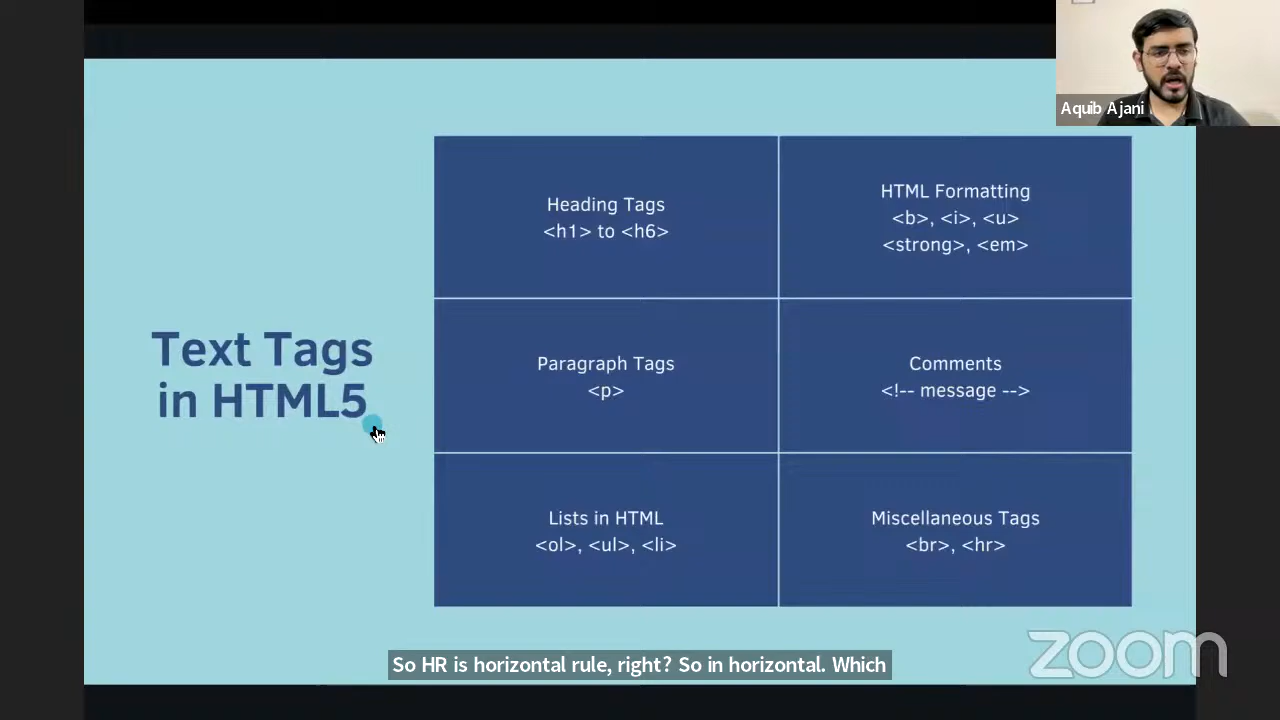 Aquib Ajani
Text Tags
in HTML5
Heading Tags
<h1> to <h6>
HTML Formatting
<b>, <i>, <u>
<strong>, <em>
Paragraph Tags
<p>
Comments
<!-- message -->
Lists in HTML
<ol>, <ul>, <li>
Miscellaneous Tags
<br>, <hr>
So HR is horizontal rule, right? So in horizontal. Which
zoom